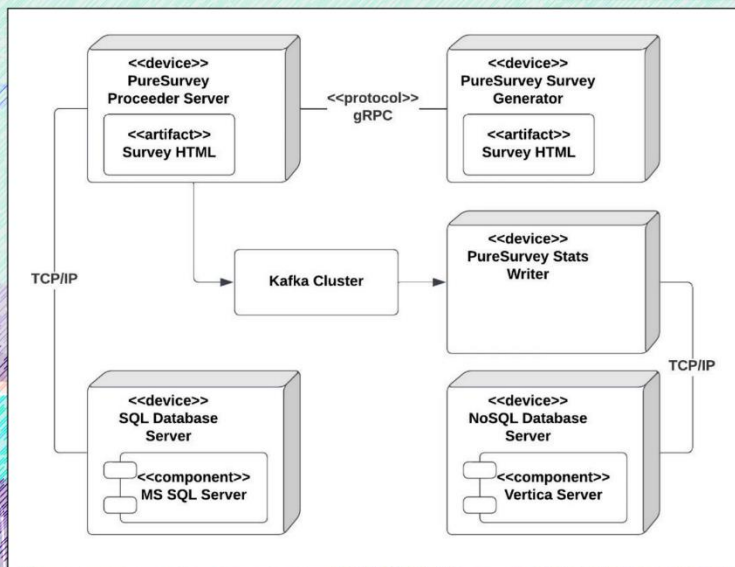 <<device>>
PureSurvey
Proceeder Server
<<artifact>>
Survey HTML
<<protocol>>
gRPC
<<device>>
PureSurvey Survey
Generator
<<artifact>>
Survey HTML
TCP/IP
Kafka Cluster
<<device>>
PureSurvey Stats
Writer
TCP/IP
<<device>>
SQL Database
Server
<<component>>
MS SQL Server
<<device>>
NoSQL Database
Server
<<component>>
Vertica Server